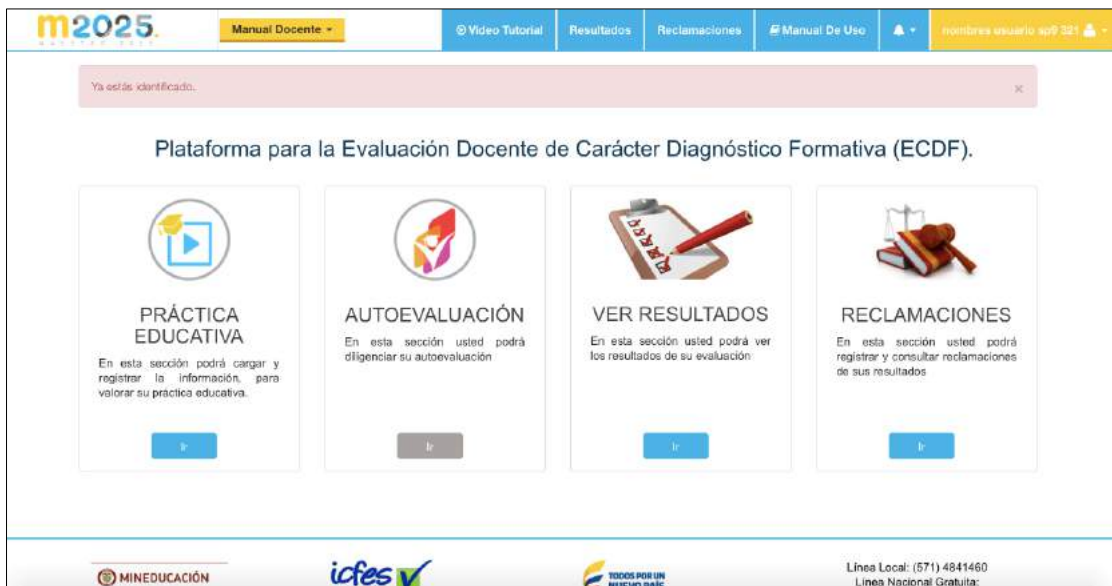 m2025.
Manual Docente
Video Tutorial
Resultados
Reclamaciones
Manual De Uso
nombres usuario sp9 321
Ya estás identificado.
×
Plataforma para la Evaluación Docente de Carácter Diagnóstico Formativa (ECDF).
PRÁCTICA
EDUCATIVA
En esta sección podrá cargar y
registrar la información, para
valorar su práctica educativa.
Ir
AUTOEVALUACIÓN
En esta sección usted podrá
diligenciar su autoevaluación
Ir
VER RESULTADOS
En esta sección usted podrá ver
los resultados de su evaluación
Ir
RECLAMACIONES
En esta sección usted podrá
registrar y consultar reclamaciones
de sus resultados
Ir
MINEDUCACIÓN
icfes
TODOS POR UN
NUEVO PAÍS
Línea Local: (571) 4841460
Línea Nacional Gratuita: